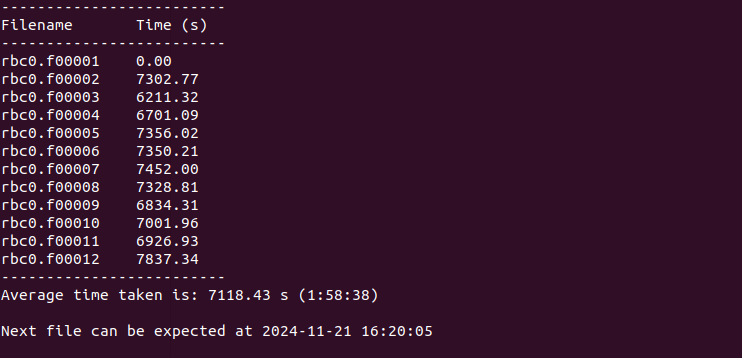 -------------------------
Filename       Time (s)
-------------------------
rbc0.f00001    0.00
rbc0.f00002    7302.77
rbc0.f00003    6211.32
rbc0.f00004    6701.09
rbc0.f00005    7356.02
rbc0.f00006    7350.21
rbc0.f00007    7452.00
rbc0.f00008    7328.81
rbc0.f00009    6834.31
rbc0.f00010    7001.96
rbc0.f00011    6926.93
rbc0.f00012    7837.34
-------------------------
Average time taken is: 7118.43 s (1:58:38)
Next file can be expected at 2024-11-21 16:20:05